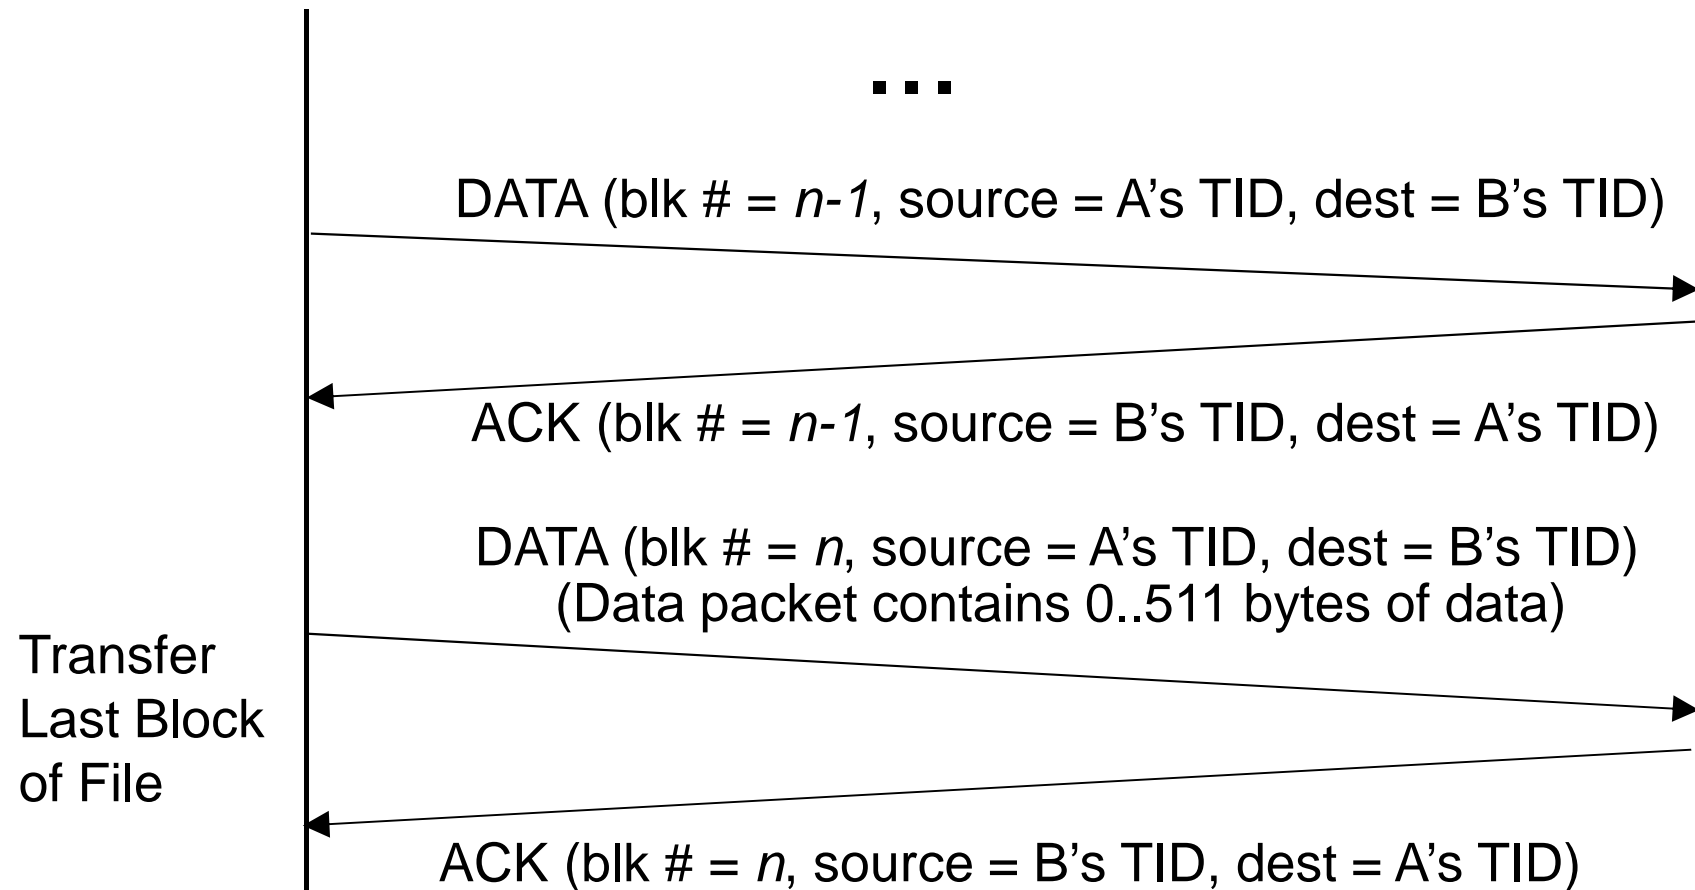 ...
DATA (blk # = n-1, source = A’s TID, dest = B’s TID)
ACK (blk # = n-1, source = B’s TID, dest = A’s TID)
DATA (blk # = n, source = A’s TID, dest = B’s TID)
(Data packet contains 0..511 bytes of data)
Transfer
Last Block
of File
ACK (blk # = n, source = B’s TID, dest = A’s TID)